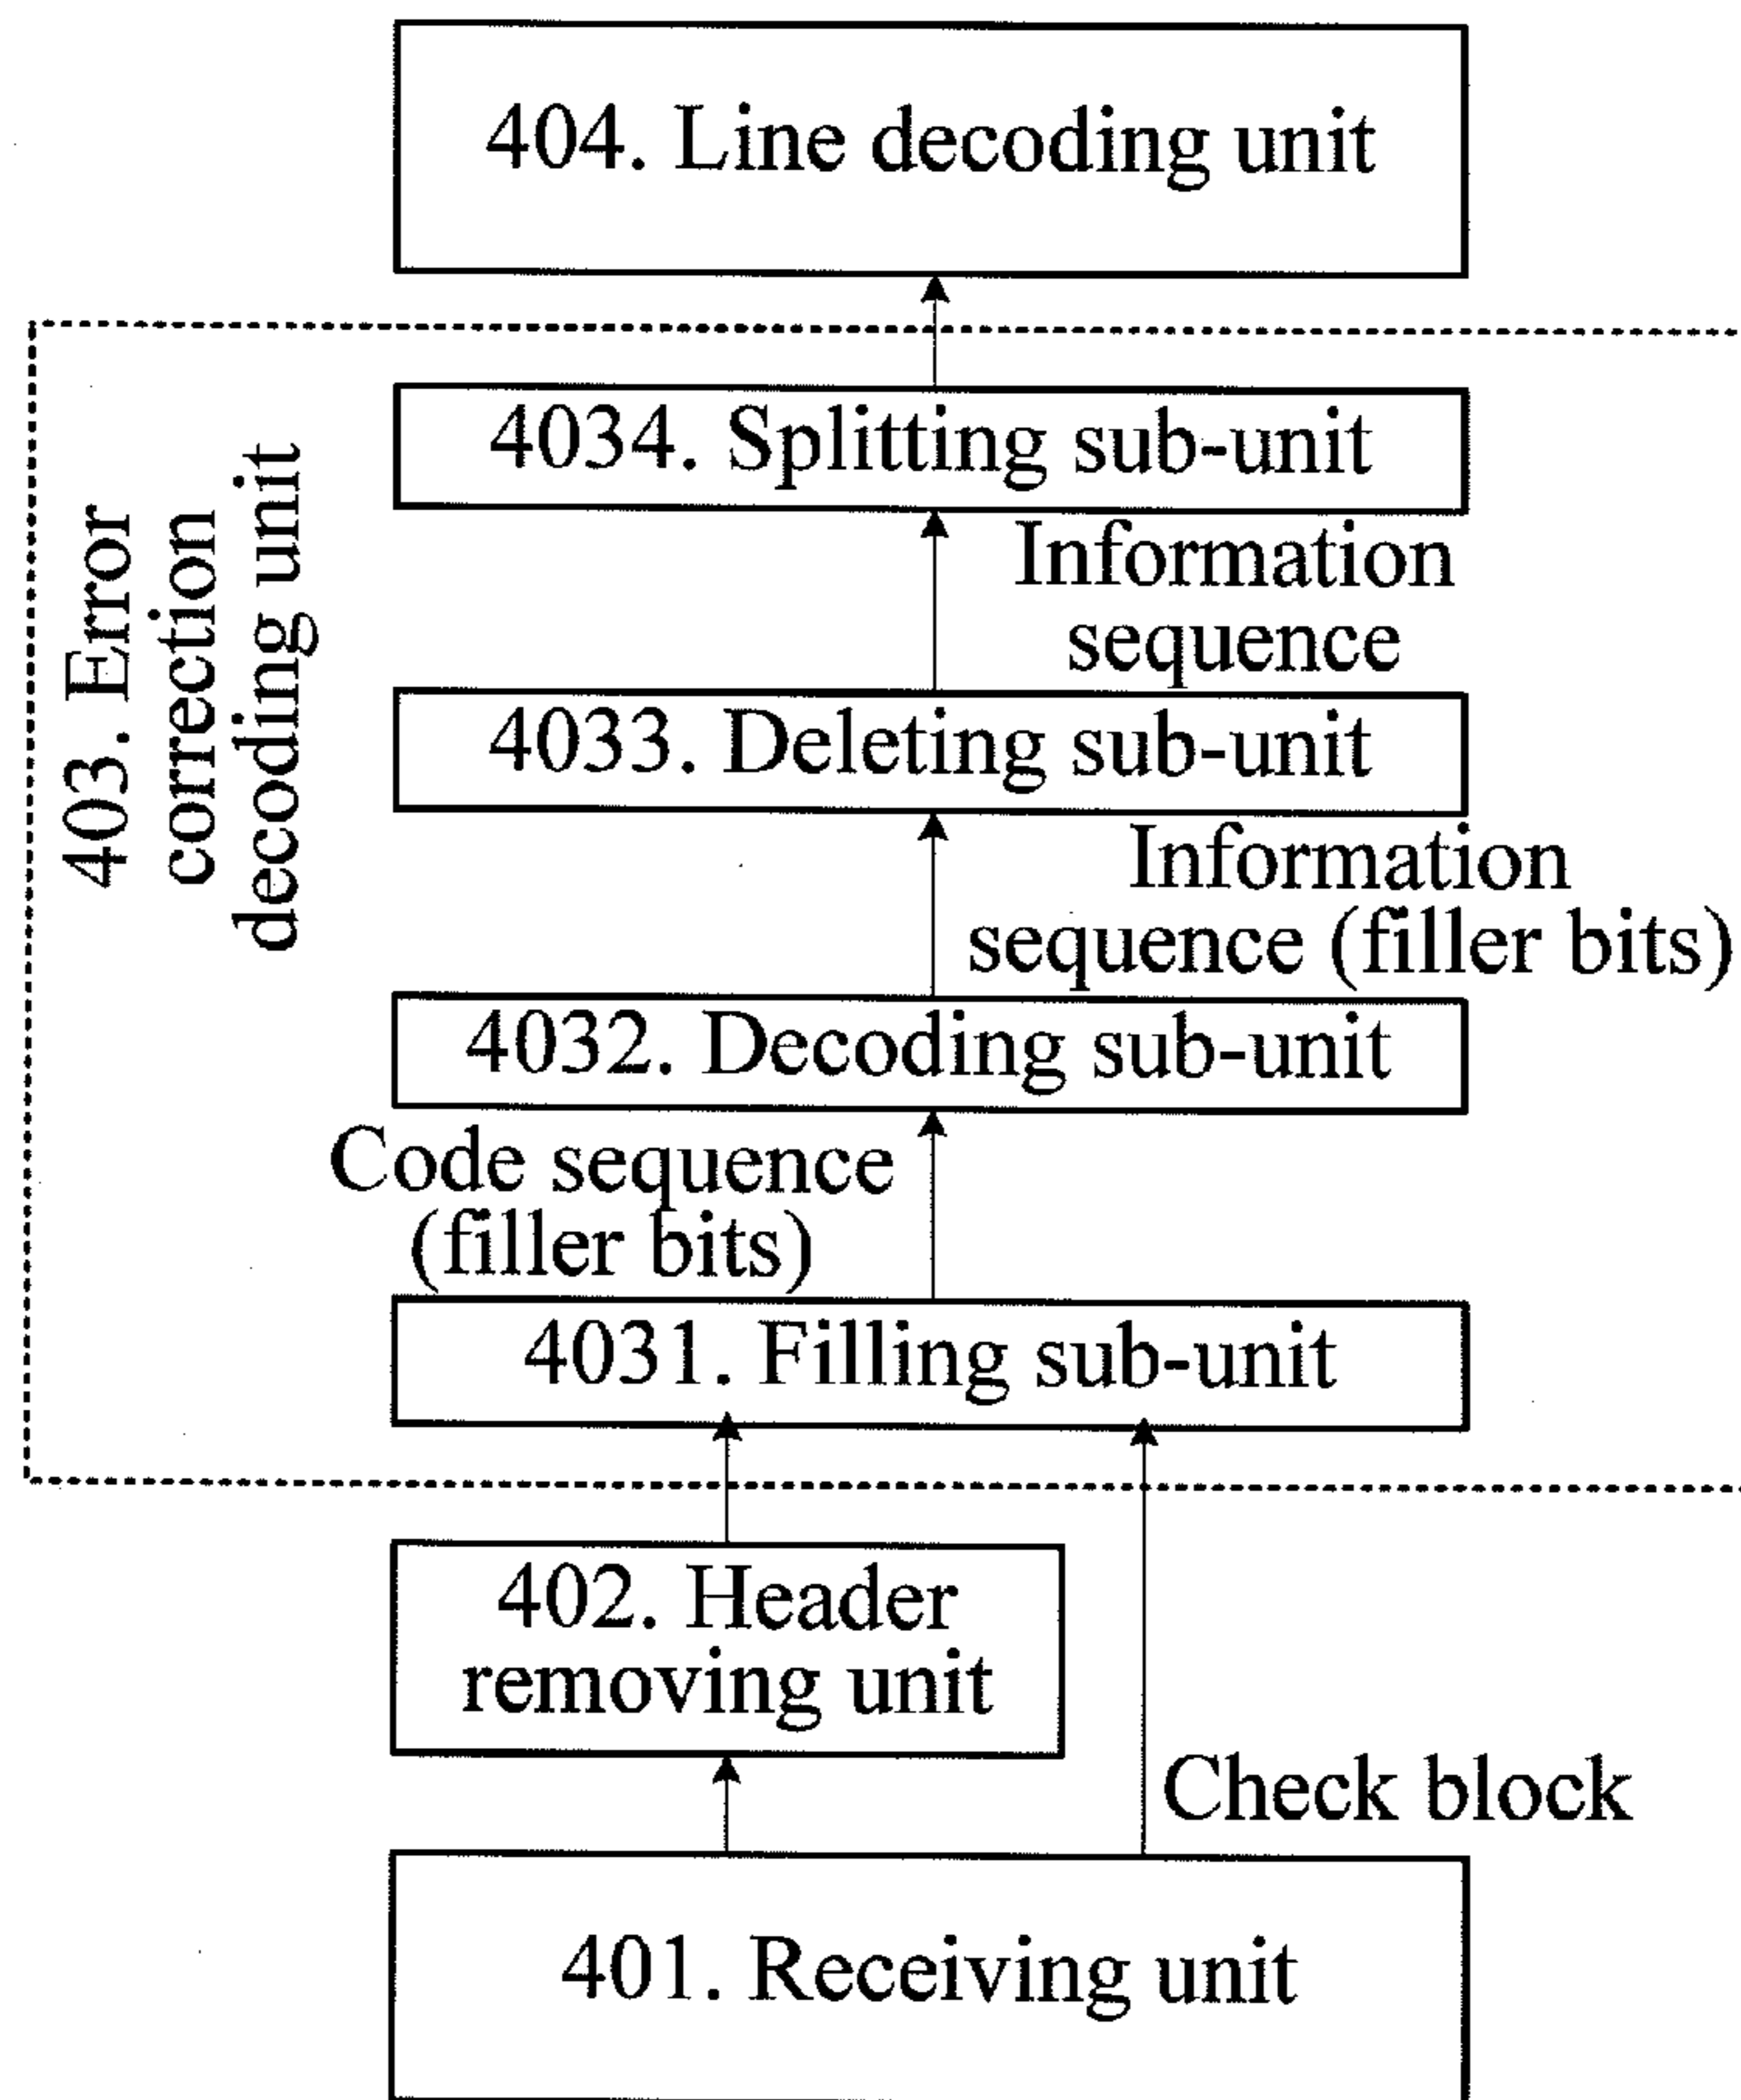 404. Line decoding unit
403. Error
correction
decoding unit
4034. Splitting sub-unit
Information
sequence
4033. Deleting sub-unit
Information
sequence (filler bits)
4032. Decoding sub-unit
Code sequence
(filler bits)
4031. Filling sub-unit
402. Header
removing unit
Check block
401. Receiving unit